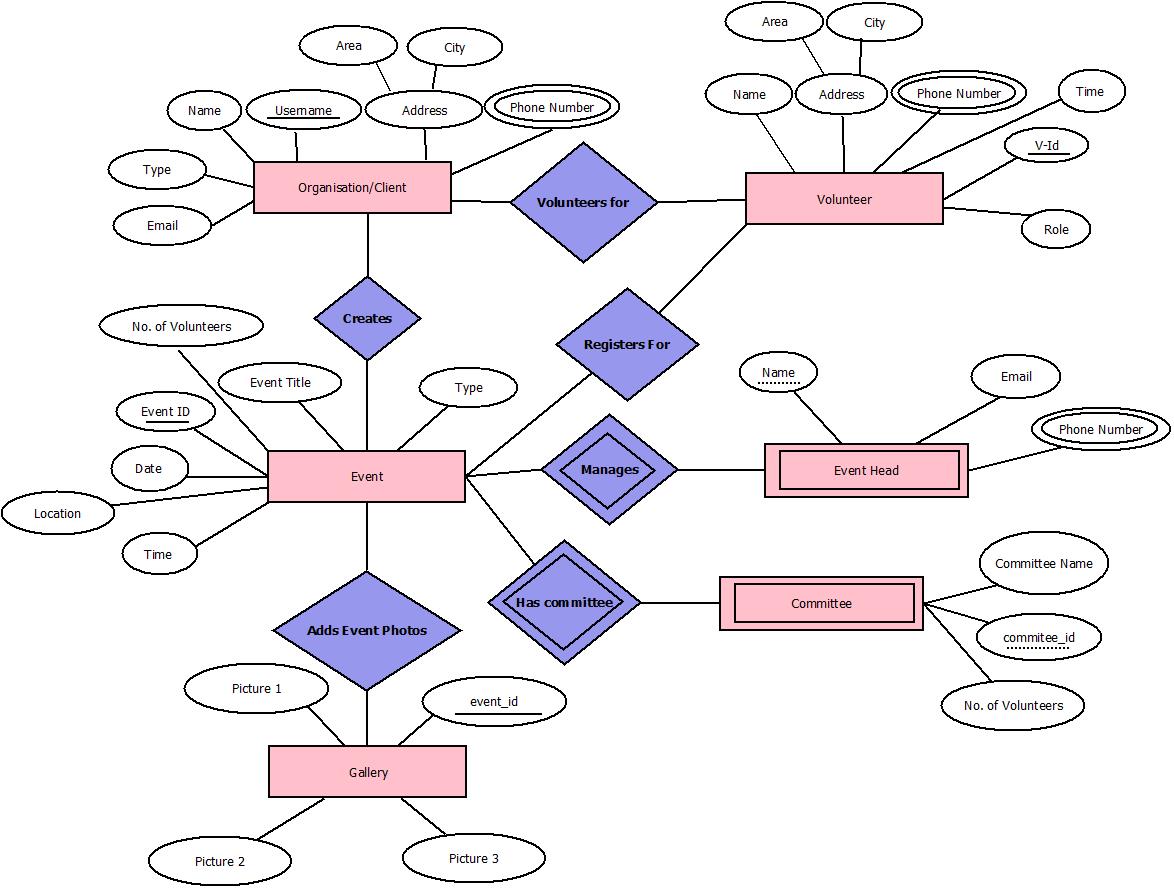 Area
City
Area
City
Name
Username
Address
Phone Number
Name
Address
Phone Number
Time
Type
V-Id
Organisation/Client
Volunteers for
Volunteer
Email
Role
Creates
No. of Volunteers
Registers For
Event Title
Type
Name
Email
Event ID
Phone Number
Date
Event
Manages
Event Head
Location
Time
Committee Name
Has committee
Committee
Adds Event Photos
commitee_id
Picture 1
event_id
No. of Volunteers
Gallery
Picture 2
Picture 3